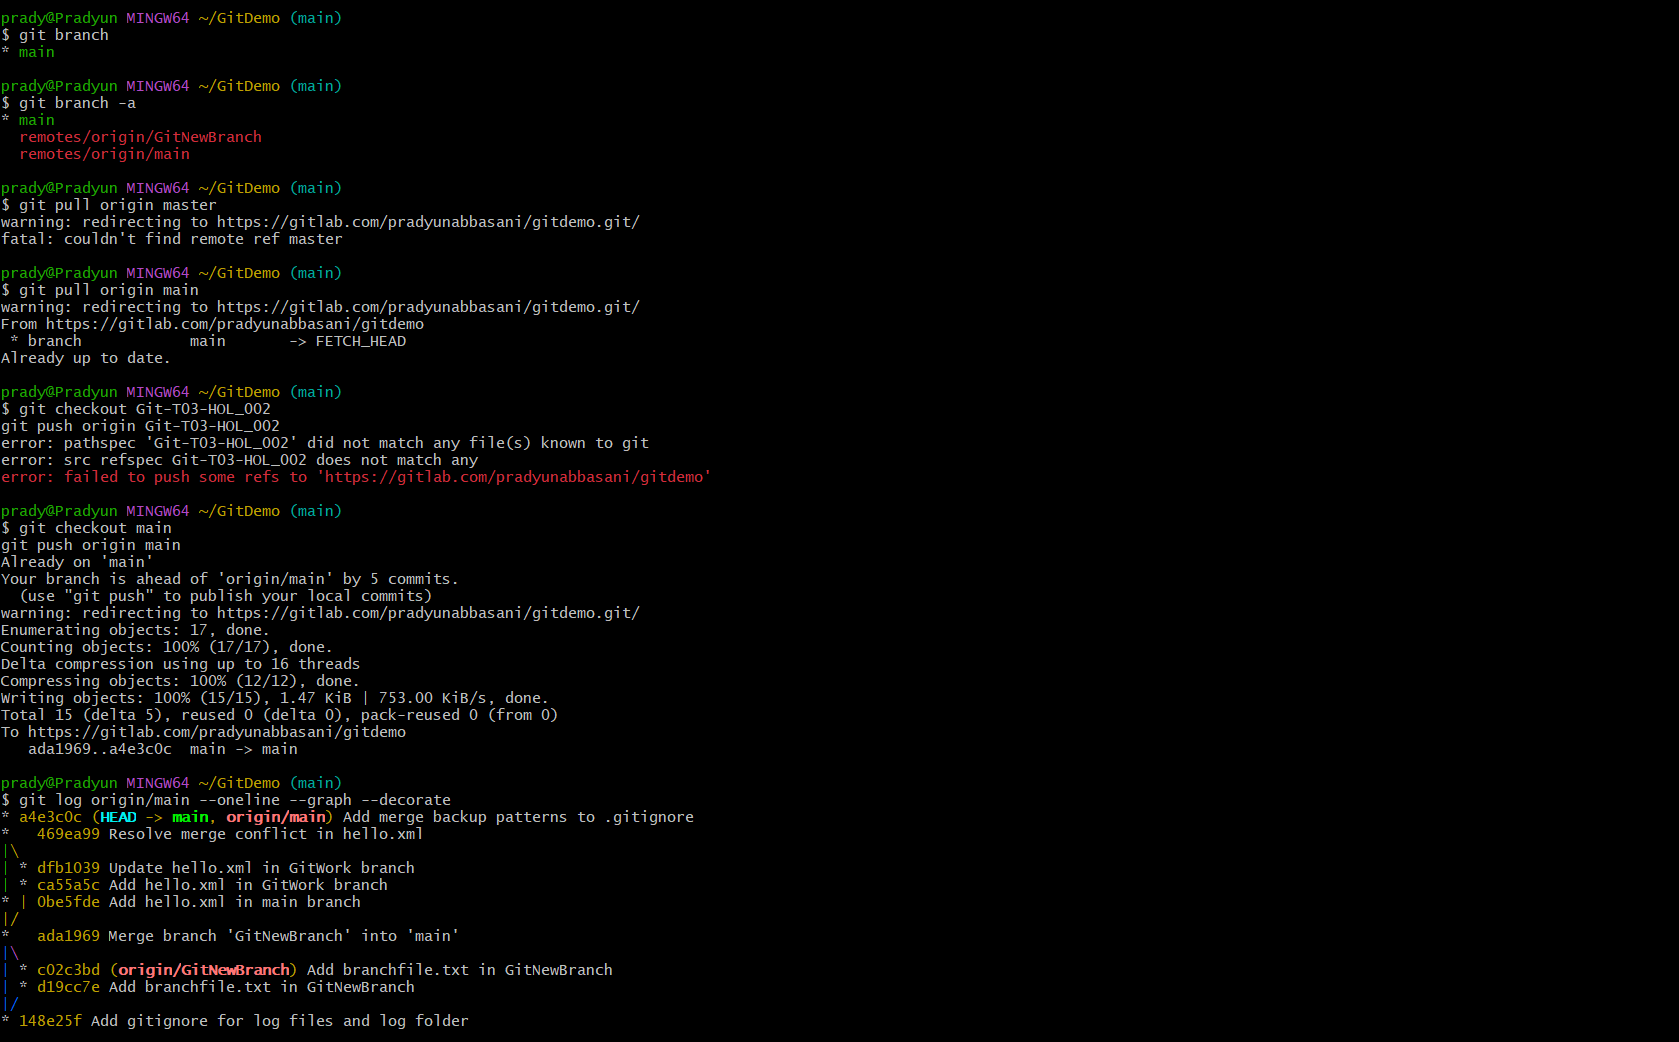 prady@Pradyun MINGW64 ~/GitDemo (main)
$ git branch
* main

prady@Pradyun MINGW64 ~/GitDemo (main)
$ git branch -a
* main
  remotes/origin/GitNewBranch
  remotes/origin/main

prady@Pradyun MINGW64 ~/GitDemo (main)
$ git pull origin master
warning: redirecting to https://gitlab.com/pradyunabbasani/gitdemo.git/
fatal: couldn't find remote ref master

prady@Pradyun MINGW64 ~/GitDemo (main)
$ git pull origin main
warning: redirecting to https://gitlab.com/pradyunabbasani/gitdemo.git/
From https://gitlab.com/pradyunabbasani/gitdemo
 * branch            main       -> FETCH_HEAD
Already up to date.

prady@Pradyun MINGW64 ~/GitDemo (main)
$ git checkout Git-T03-HOL_002
git push origin Git-T03-HOL_002
error: pathspec 'Git-T03-HOL_002' did not match any file(s) known to git
error: src refspec Git-T03-HOL_002 does not match any
error: failed to push some refs to 'https://gitlab.com/pradyunabbasani/gitdemo'

prady@Pradyun MINGW64 ~/GitDemo (main)
$ git checkout main
git push origin main
Already on 'main'
Your branch is ahead of 'origin/main' by 5 commits.
  (use "git push" to publish your local commits)
warning: redirecting to https://gitlab.com/pradyunabbasani/gitdemo.git/
Enumerating objects: 17, done.
Counting objects: 100% (17/17), done.
Delta compression using up to 16 threads
Compressing objects: 100% (12/12), done.
Writing objects: 100% (15/15), 1.47 KiB | 753.00 KiB/s, done.
Total 15 (delta 5), reused 0 (delta 0), pack-reused 0 (from 0)
To https://gitlab.com/pradyunabbasani/gitdemo
   ada1969..a4e3c0c  main -> main

prady@Pradyun MINGW64 ~/GitDemo (main)
$ git log origin/main --oneline --graph --decorate
* a4e3c0c (HEAD -> main, origin/main) Add merge backup patterns to .gitignore
*   469ea99 Resolve merge conflict in hello.xml
|\
| * dfb1039 Update hello.xml in GitWork branch
| * ca55a5c Add hello.xml in GitWork branch
* | 0be5fde Add hello.xml in main branch
|/
*   ada1969 Merge branch 'GitNewBranch' into 'main'
|\
| * c02c3bd (origin/GitNewBranch) Add branchfile.txt in GitNewBranch
| * d19cc7e Add branchfile.txt in GitNewBranch
|/
* 148e25f Add gitignore for log files and log folder